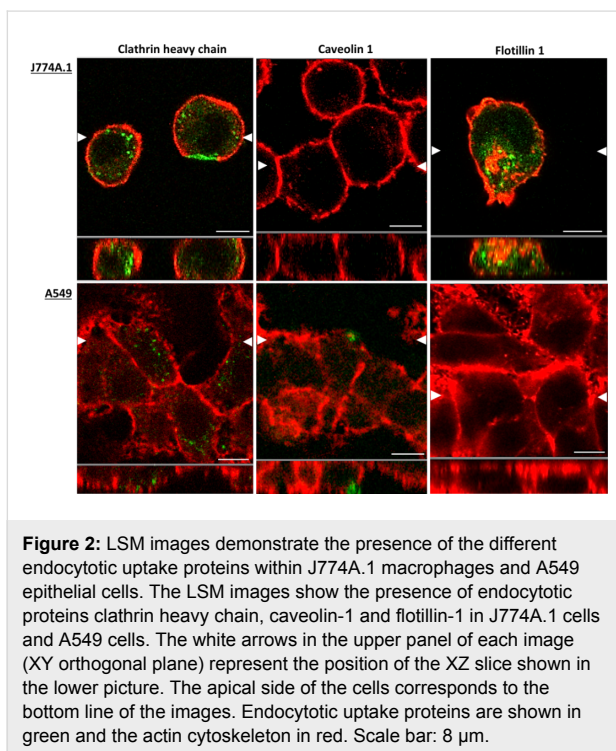 Clathrin heavy chain Caveolin 1 Flotillin 1
J774A.1
A549
Figure 2: LSM images demonstrate the presence of the different
endocytotic uptake proteins within J774A.1 macrophages and A549
epithelial cells. The LSM images show the presence of endocytotic
proteins clathrin heavy chain, caveolin-1 and flotillin-1 in J774A.1 cells
and A549 cells. The white arrows in the upper panel of each image
(XY orthogonal plane) represent the position of the XZ slice shown in
the lower picture. The apical side of the cells corresponds to the
bottom line of the images. Endocytotic uptake proteins are shown in
green and the actin cytoskeleton in red. Scale bar: 8 μm.